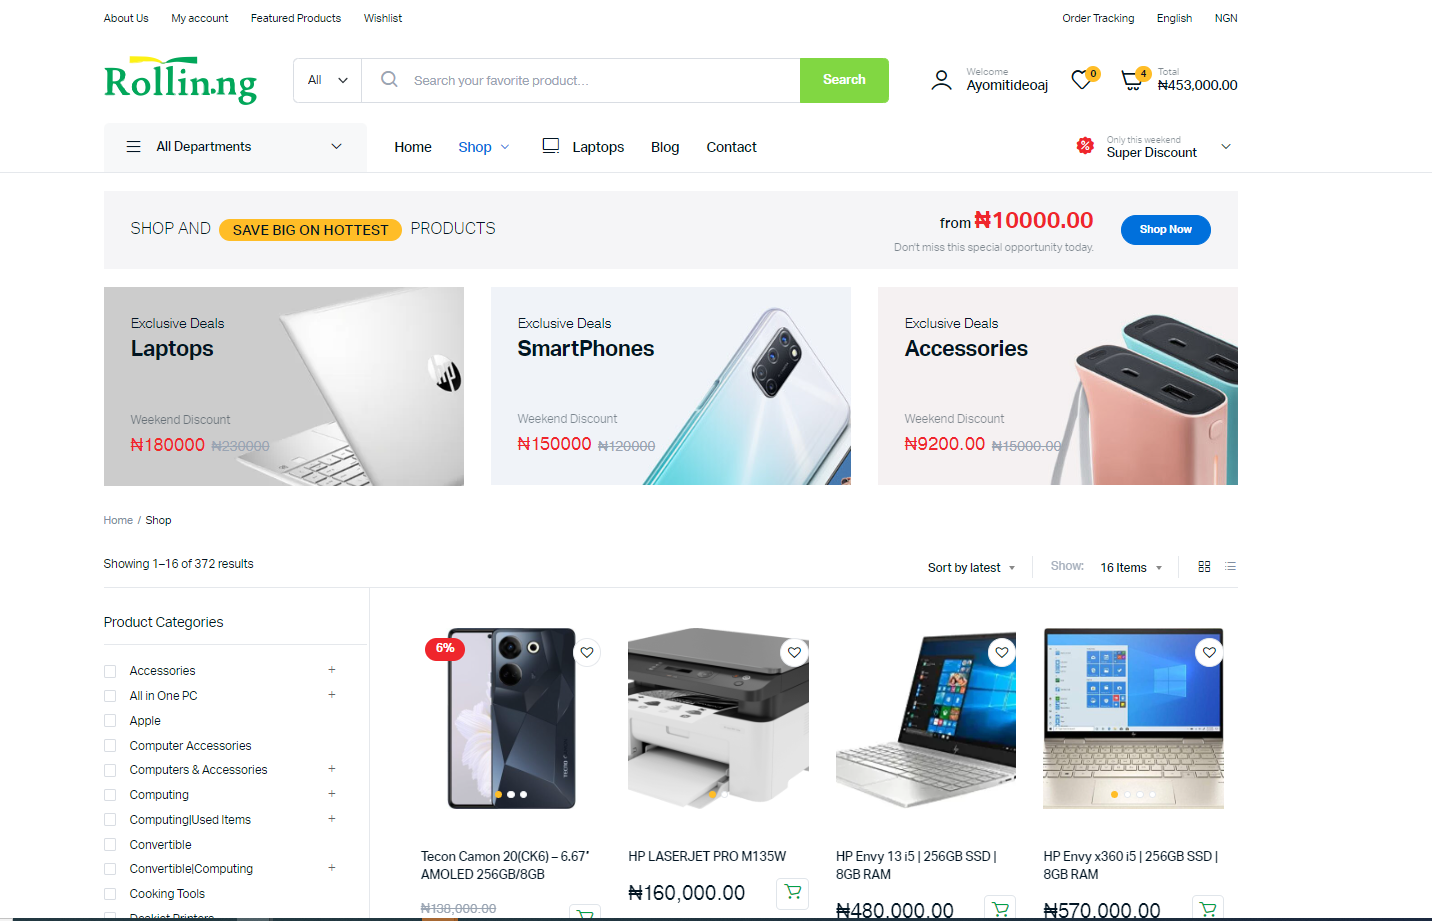 About Us My account Featured Products Wishlist
Order Tracking English NGN
Rollin.ng
All
Search your favorite product...
Search
Welcome
Ayomitideoaj
0
4
Total
₦453,000.00
All Departments
Home Shop Laptops Blog Contact
Only this weekend
Super Discount
%
SHOP AND SAVE BIG ON HOTTEST PRODUCTS
from ₦10000.00
Don't miss this special opportunity today.
Shop Now
Exclusive Deals
Laptops
Weekend Discount
₦180000 ₦230000
hp
Exclusive Deals
SmartPhones
Weekend Discount
₦150000 ₦120000
Exclusive Deals
Accessories
Weekend Discount
₦9200.00 ₦15000.00
Home / Shop
Showing 1–16 of 372 results
Sort by latest
Show: 16 Items
Product Categories
Accessories +
All in One PC +
Apple
Computer Accessories
Computers & Accessories +
Computing +
Computing|Used Items +
Convertible
Convertible|Computing +
Cooking Tools
6%
TECNO
Tecon Camon 20(CK6) – 6.67″
AMOLED 256GB/8GB
₦138,000.00
HP LASERJET PRO M135W
₦160,000.00
HP Envy 13 i5 | 256GB SSD |
8GB RAM
₦480,000.00
HP Envy x360 i5 | 256GB SSD |
8GB RAM
₦570,000.00